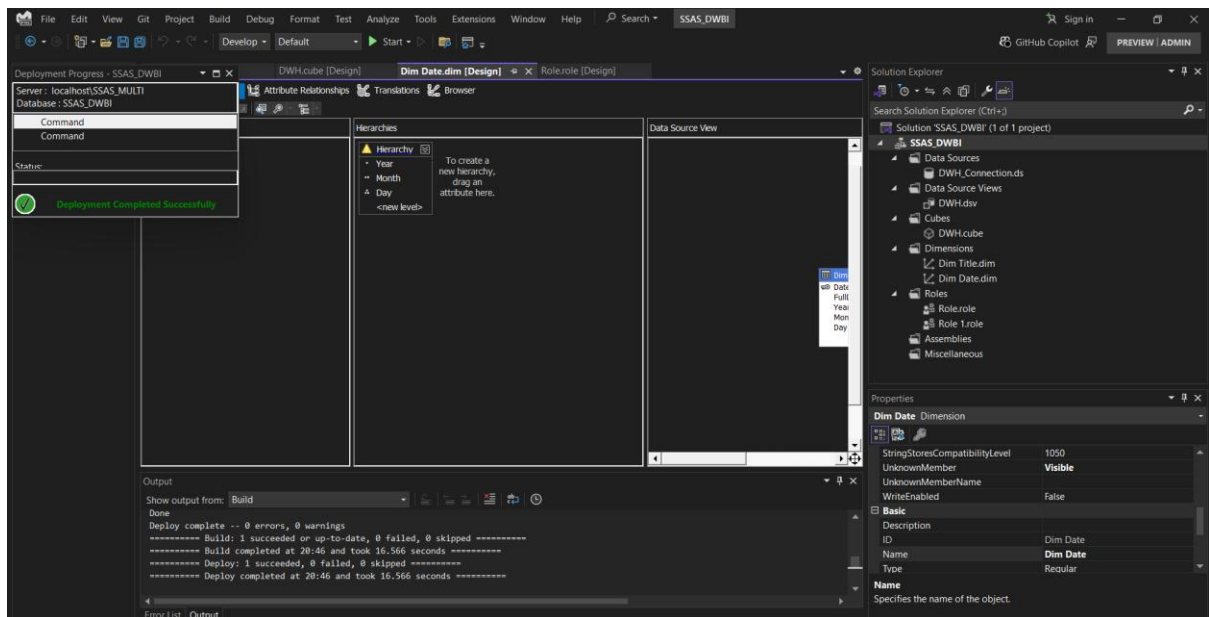 File Edit View Git Project Build Debug Format Test Analyze Tools Extensions Window Help Search SSAS_DWBI Sign in
Develop Default Start GitHub Copilot PREVIEW | ADMIN
Deployment Progress - SSAS_DWBI
Server : localhost\SSAS_MULTI
Database : SSAS_DWBI
Command
Command
Status:
Deployment Completed Successfully
DWH.cube [Design] Dim Date.dim [Design] Role.role [Design]
Attribute Relationships Translations Browser
Hierarchies
Hierarchy
Year
Month
Day
<new level>
To create a
new hierarchy,
drag an
attribute here.
Data Source View
Dim
Date
Full
Year
Mon
Day
Output
Show output from: Build
Done
Deploy complete -- 0 errors, 0 warnings
========== Build: 1 succeeded or up-to-date, 0 failed, 0 skipped ==========
========== Build completed at 20:46 and took 16.566 seconds ==========
========== Deploy: 1 succeeded, 0 failed, 0 skipped ==========
========== Deploy completed at 20:46 and took 16.566 seconds ==========
Error List Output
Solution Explorer
Search Solution Explorer (Ctrl+;)
Solution 'SSAS_DWBI' (1 of 1 project)
SSAS_DWBI
Data Sources
DWH_Connection.ds
Data Source Views
DWH.dsv
Cubes
DWH.cube
Dimensions
Dim Title.dim
Dim Date.dim
Roles
Role.role
Role 1.role
Assemblies
Miscellaneous
Properties
Dim Date Dimension
StringStoresCompatibilityLevel 1050
UnknownMember Visible
UnknownMemberName
WriteEnabled False
Basic
Description
ID Dim Date
Name Dim Date
Type Regular
Name
Specifies the name of the object.